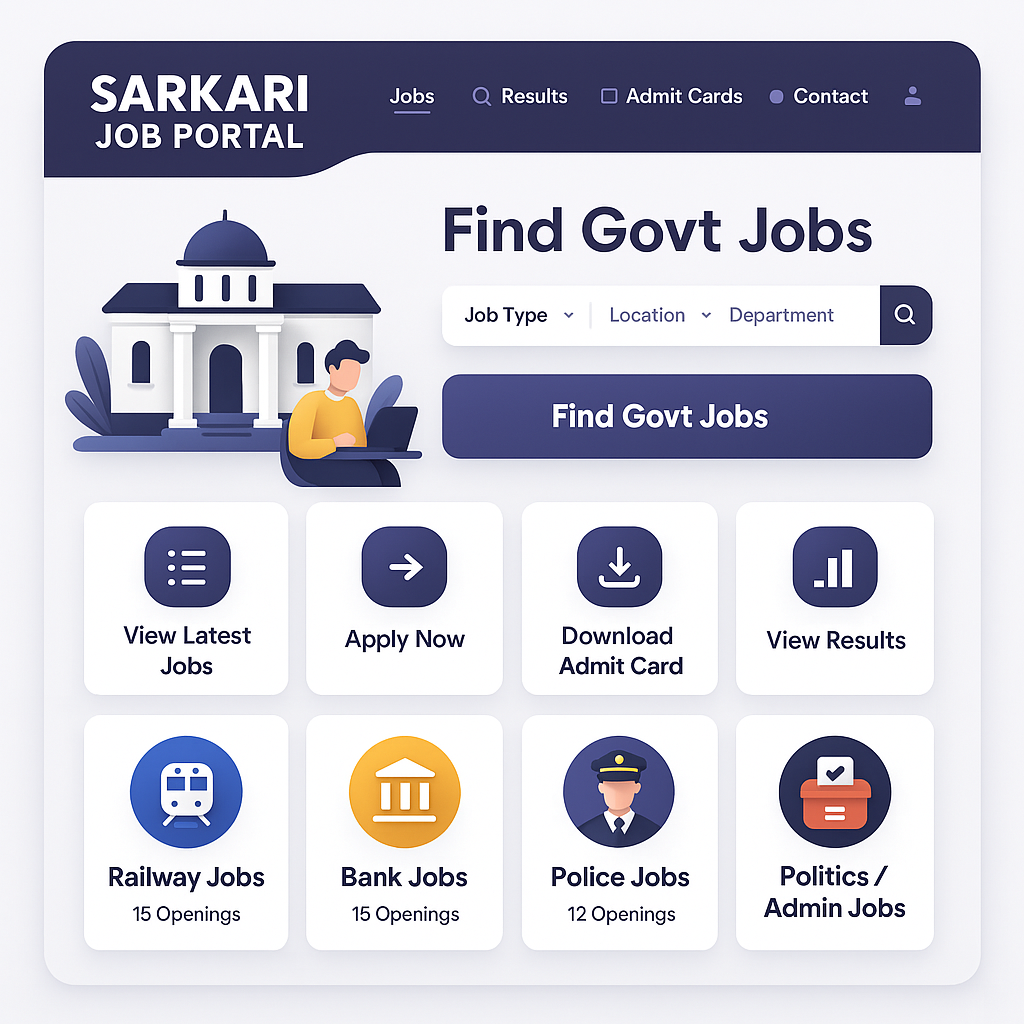 SARKARI
JOB PORTAL
Jobs
Results
Admit Cards
Contact
Find Govt Jobs
Job Type
Location
Department
Find Govt Jobs
View Latest
Jobs
Apply Now
Download
Admit Card
View Results
Railway Jobs
15 Openings
Bank Jobs
15 Openings
Police Jobs
12 Openings
Politics /
Admin Jobs